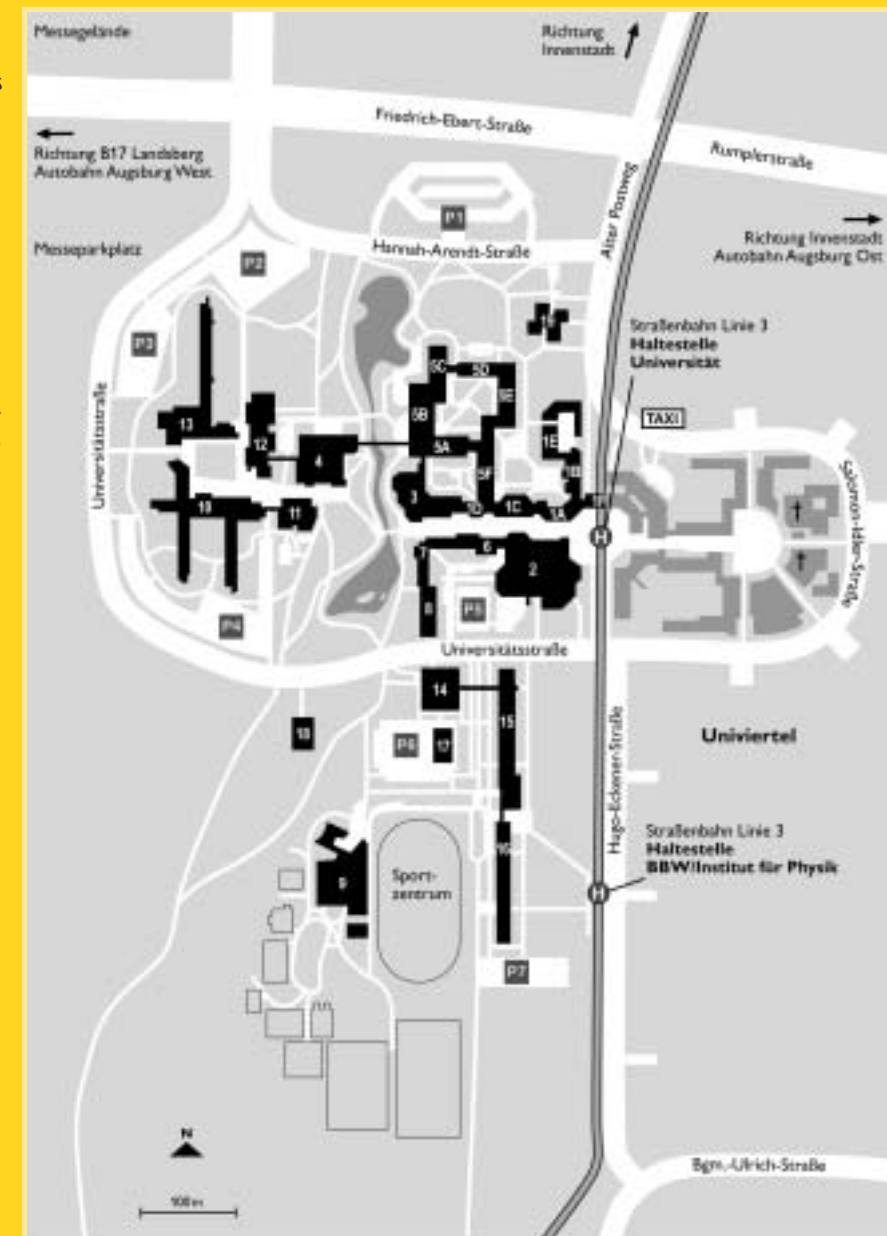 s
Messegelände
Richtung
Innenstadt
Friedrich-Ebert-Straße
Rumplerstraße
Richtung B17 Landsberg
Autobahn Augsburg West
P1
Alter Postweg
Richtung Innenstadt
Autobahn Augsburg Ost
Messeparkplatz
Hannah-Arendt-Straße
P2
P3
Straßenbahn Linie 3
Haltestelle
Universität
TAXI
5C
5D
5B
13
12
4
5A
5F
1E
1B
Universitätsstraße
Salomon-Idler-Straße
10
11
3
1D
1C
1A
H
7
6
2
8
P5
P4
Universitätsstraße
14
15
18
P6
17
Hugo-Eckener-Straße
Univiertel
Straßenbahn Linie 3
Haltestelle
BBW/Institut für Physik
H
16
9
Sport-
zentrum
P7
N
100m
Bgm.-Ulrich-Straße